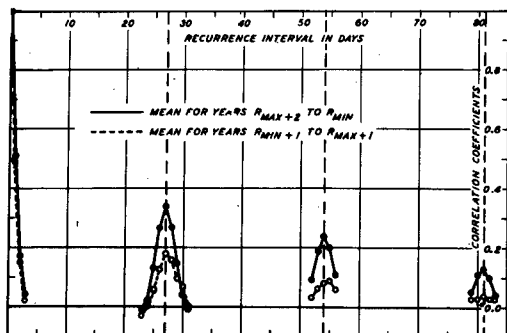 0 10 20 30 40 50 60 70 80
RECURRENCE INTERVAL IN DAYS
0.8
0.6
MEAN FOR YEARS RMAX+2 TO RMIN
MEAN FOR YEARS RMIN+1 TO RMAX+1
0.4
0.2
0.0
CORRELATION COEFFICIENTS